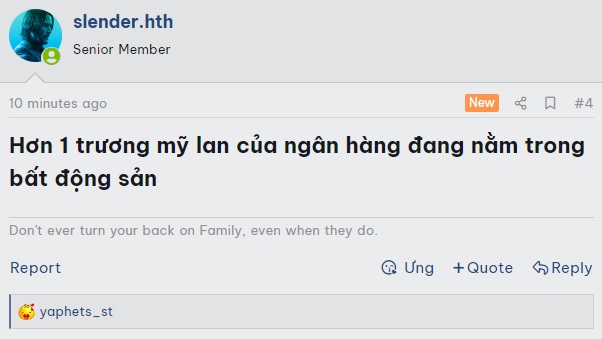 slender.hth
Senior Member
10 minutes ago New #4
Hơn 1 trương mỹ lan của ngân hàng đang nằm trong
bất động sản
Don't ever turn your back on Family, even when they do.
Report Ưng +Quote Reply
yaphets_st